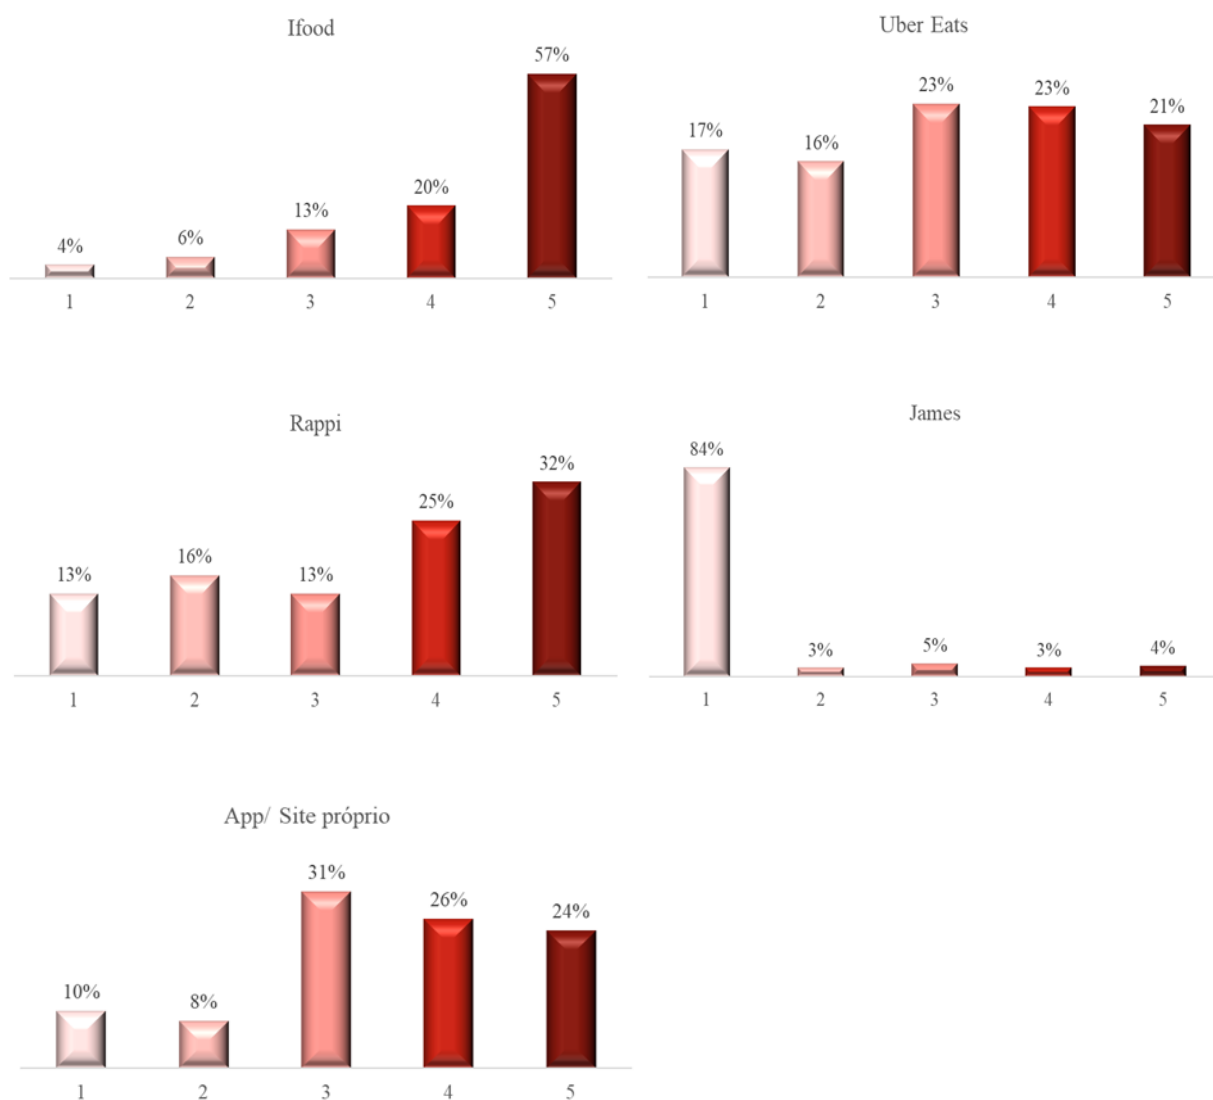 Ifood
57%
20%
13%
6%
4%
1 2 3 4 5
Uber Eats
23% 23%
21%
17%
16%
1 2 3 4 5
Rappi
32%
25%
16%
13% 13%
1 2 3 4 5
James
84%
3% 5% 3% 4%
1 2 3 4 5
App/ Site próprio
31%
26%
24%
10%
8%
1 2 3 4 5